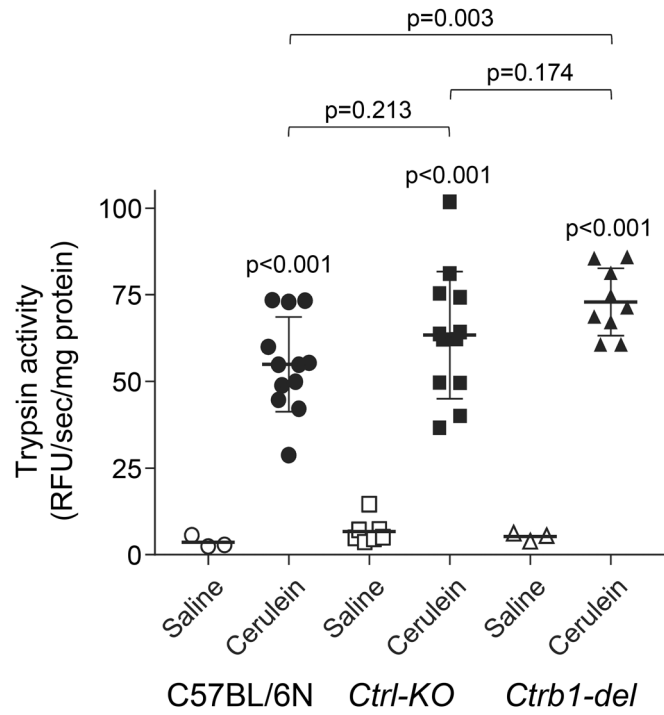 p=0.003
p=0.174
p=0.213
p<0.001
p<0.001
p<0.001
Trypsin activity
(RFU/sec/mg protein)
100
75
50
25
0
Saline
Cerulein
Saline
Cerulein
Saline
Cerulein
C57BL/6N
Ctrl-KO
Ctrb1-del